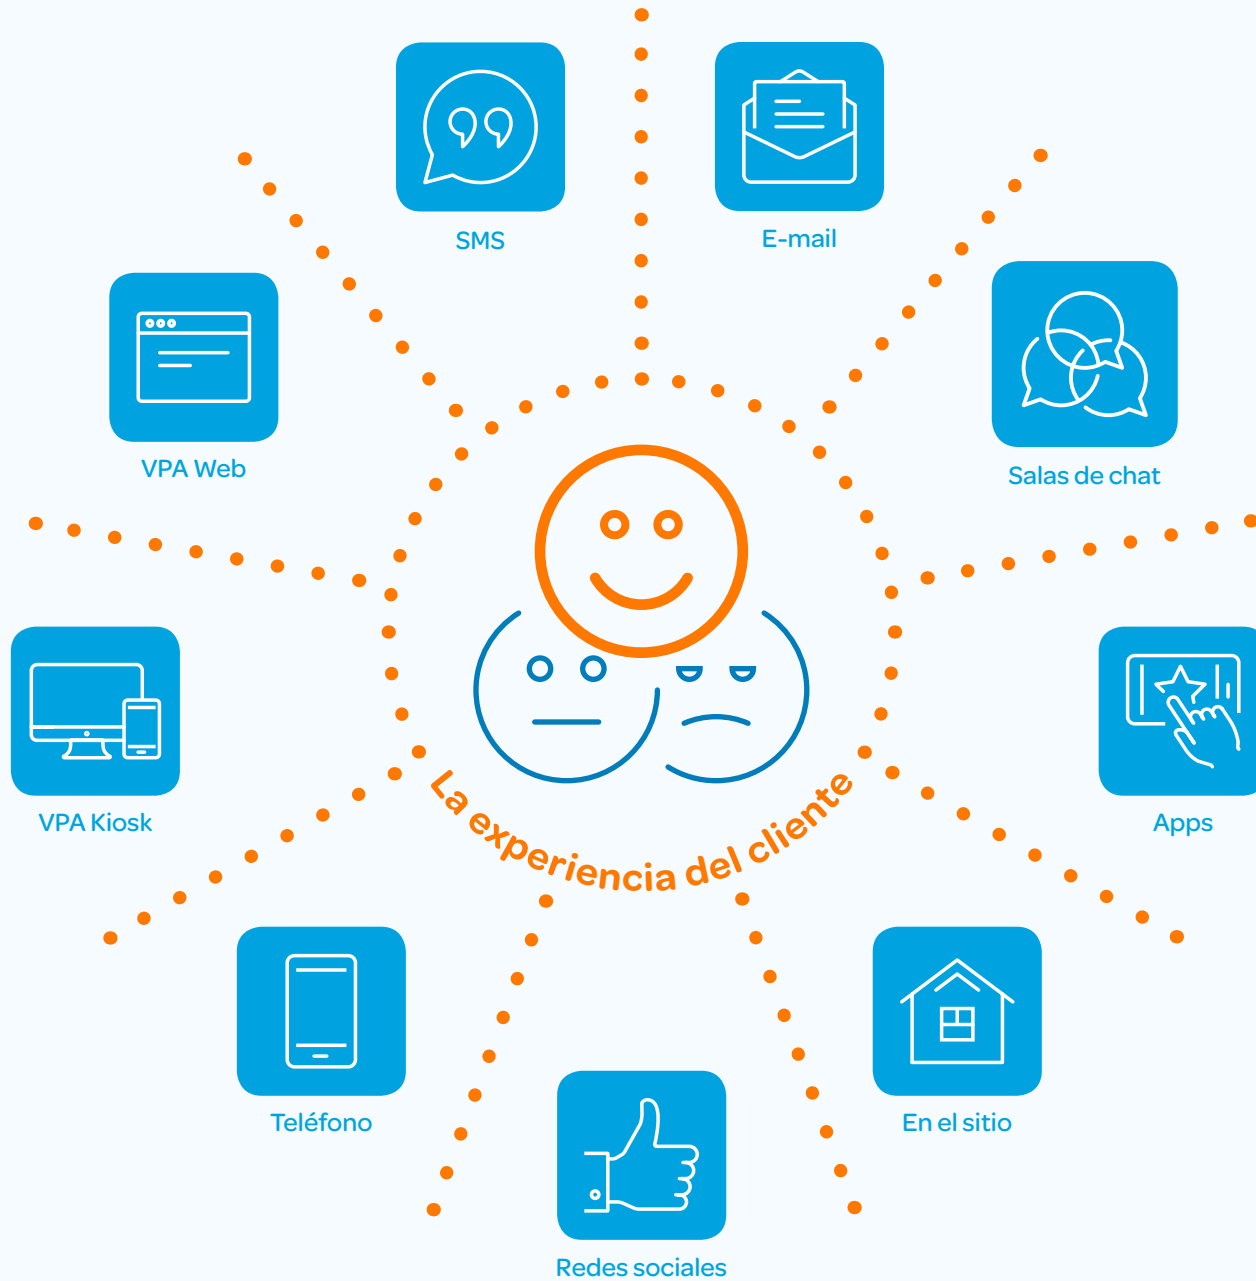 SMS
E-mail
VPA Web
Salas de chat
VPA Kiosk
La experiencia del cliente
Apps
Teléfono
En el sitio
Redes sociales